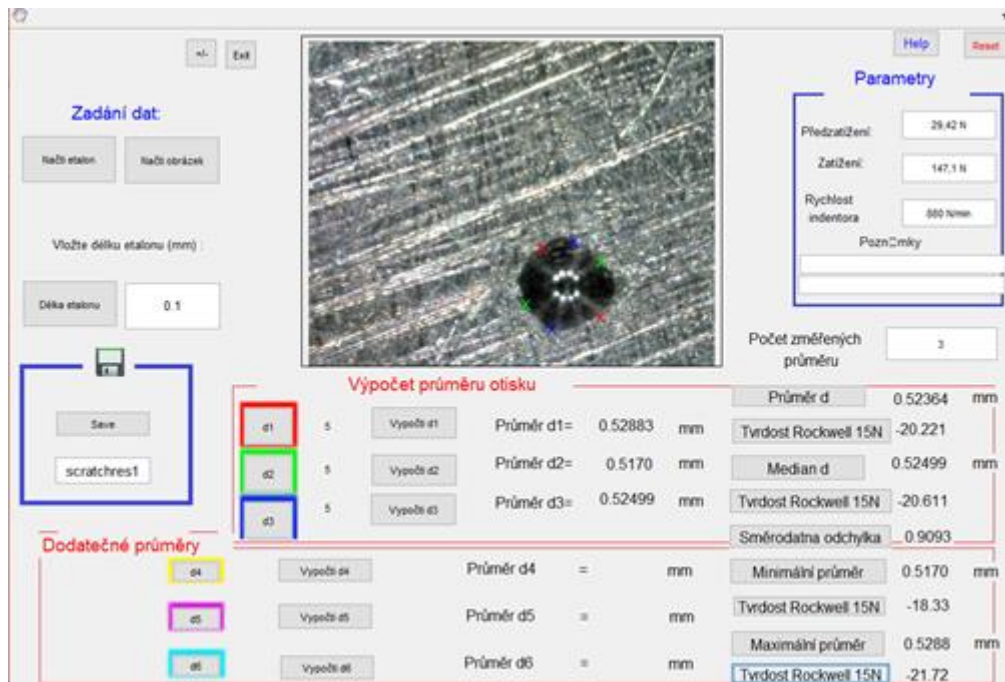 +/-
Exit
Help
Reset
Zadání dat:
Načti etalon
Načti obrázek
Vložte délku etalonu (mm) :
Délka etalonu
0.1
Save
scratchres1
Parametry
Předzatížení:
29,42 N
Zatížení:
147,1 N
Rychlost
indentora
880 N/min
Pozn□mky
Počet změřených
průměru
3
Výpočet průměru otisku
d1
5
Vypočti d1
Průměr d1= 0.52883 mm
d2
5
Vypočti d2
Průměr d2= 0.5170 mm
d3
5
Vypočti d3
Průměr d3= 0.52499 mm
Průměr d 0.52364 mm
Tvrdost Rockwell 15N -20.221
Median d 0.52499 mm
Tvrdost Rockwell 15N -20.611
Směrodatna odchylka 0.9093
Dodatečné průměry
d4
Vypočti d4
Průměr d4 = mm
d5
Vypočti d5
Průměr d5 = mm
d6
Vypočti d6
Průměr d6 = mm
Minimální průměr 0.5170 mm
Tvrdost Rockwell 15N -18.33
Maximální průměr 0.5288 mm
Tvrdost Rockwell 15N -21.72